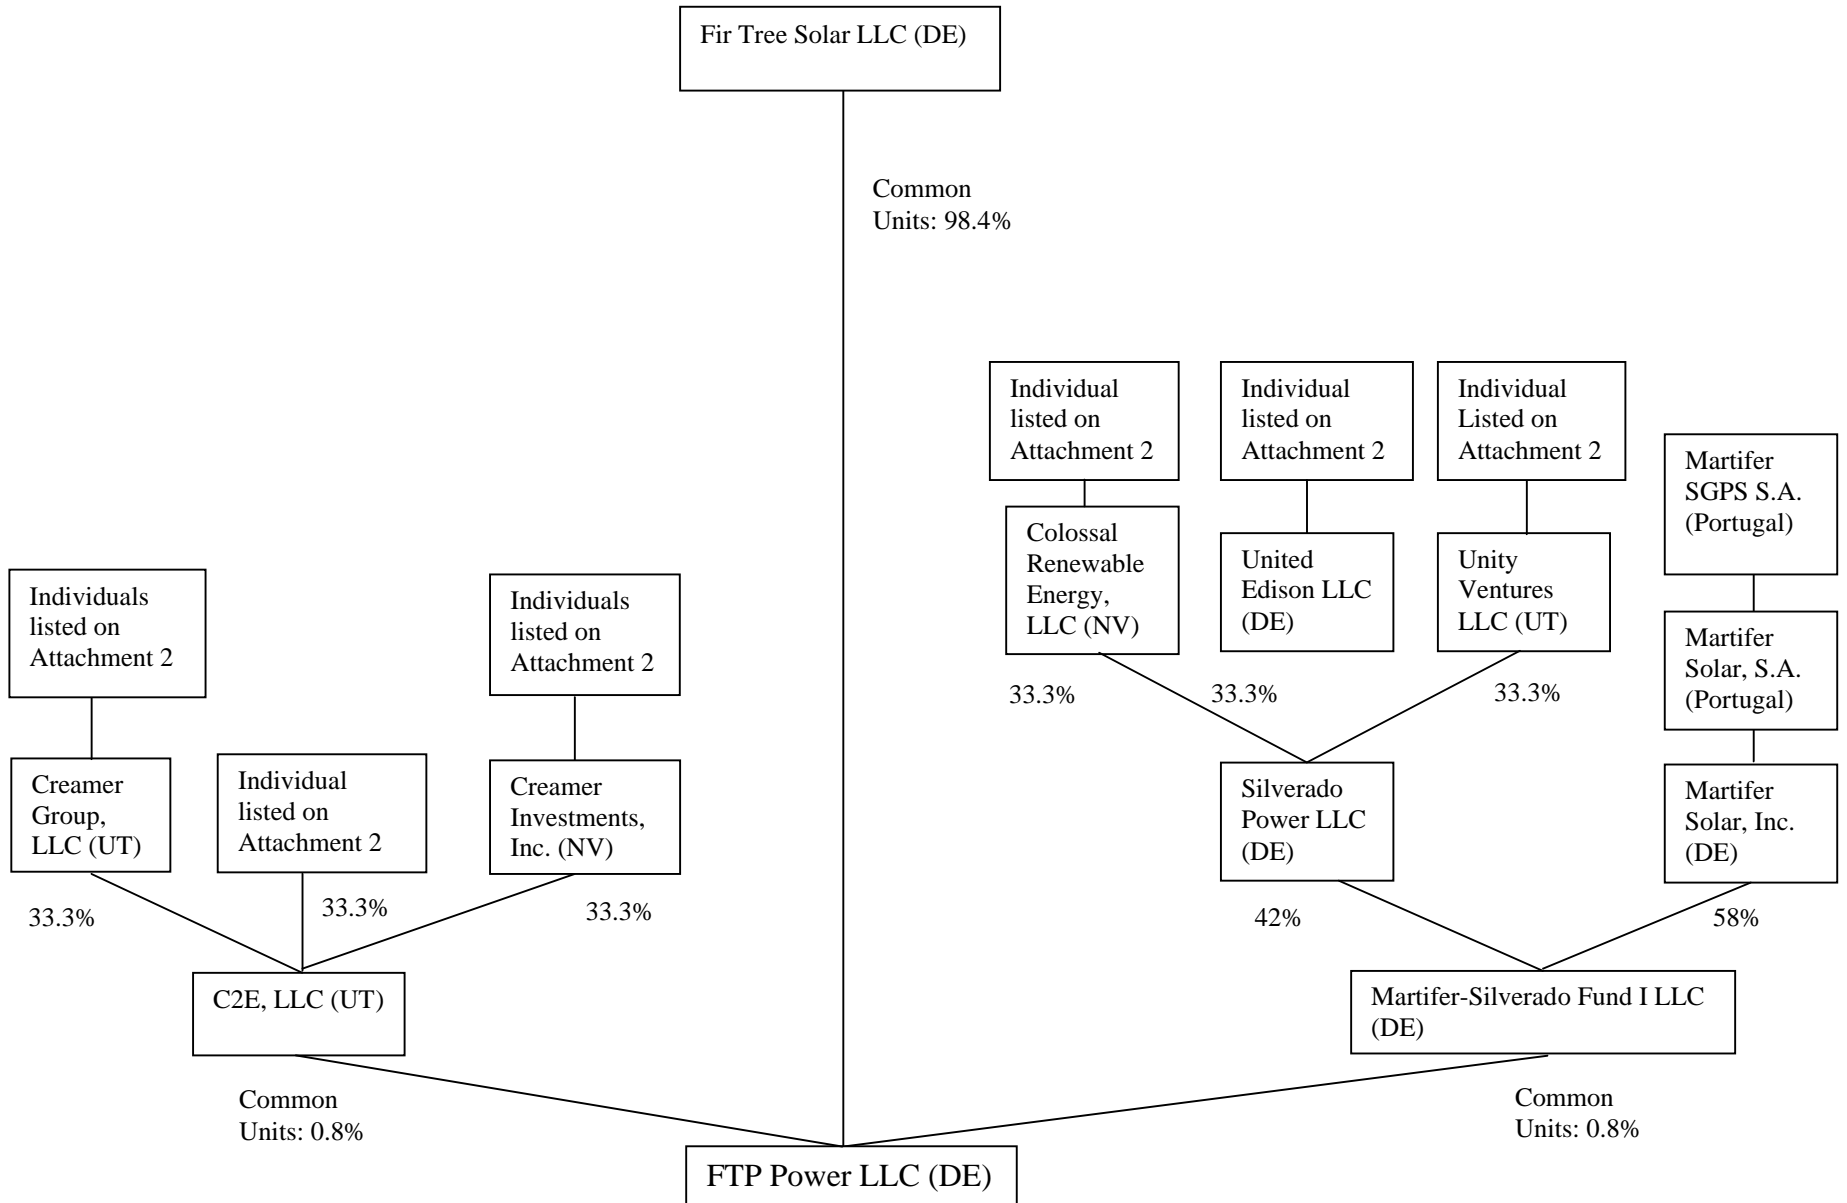 Fir Tree Solar LLC (DE)
Common
Units: 98.4%
Individual
listed on
Attachment 2
Individual
listed on
Attachment 2
Individual
Listed on
Attachment 2
Martifer
SGPS S.A.
(Portugal)
Colossal
Renewable
Energy,
LLC (NV)
United
Edison LLC
(DE)
Unity
Ventures
LLC (UT)
Individuals
listed on
Attachment 2
Individuals
listed on
Attachment 2
Martifer
Solar, S.A.
(Portugal)
33.3%
33.3%
33.3%
Creamer
Group,
LLC (UT)
Individual
listed on
Attachment 2
Creamer
Investments,
Inc. (NV)
Silverado
Power LLC
(DE)
Martifer
Solar, Inc.
(DE)
33.3%
33.3%
33.3%
42%
58%
C2E, LLC (UT)
Martifer-Silverado Fund I LLC
(DE)
Common
Units: 0.8%
Common
Units: 0.8%
FTP Power LLC (DE)